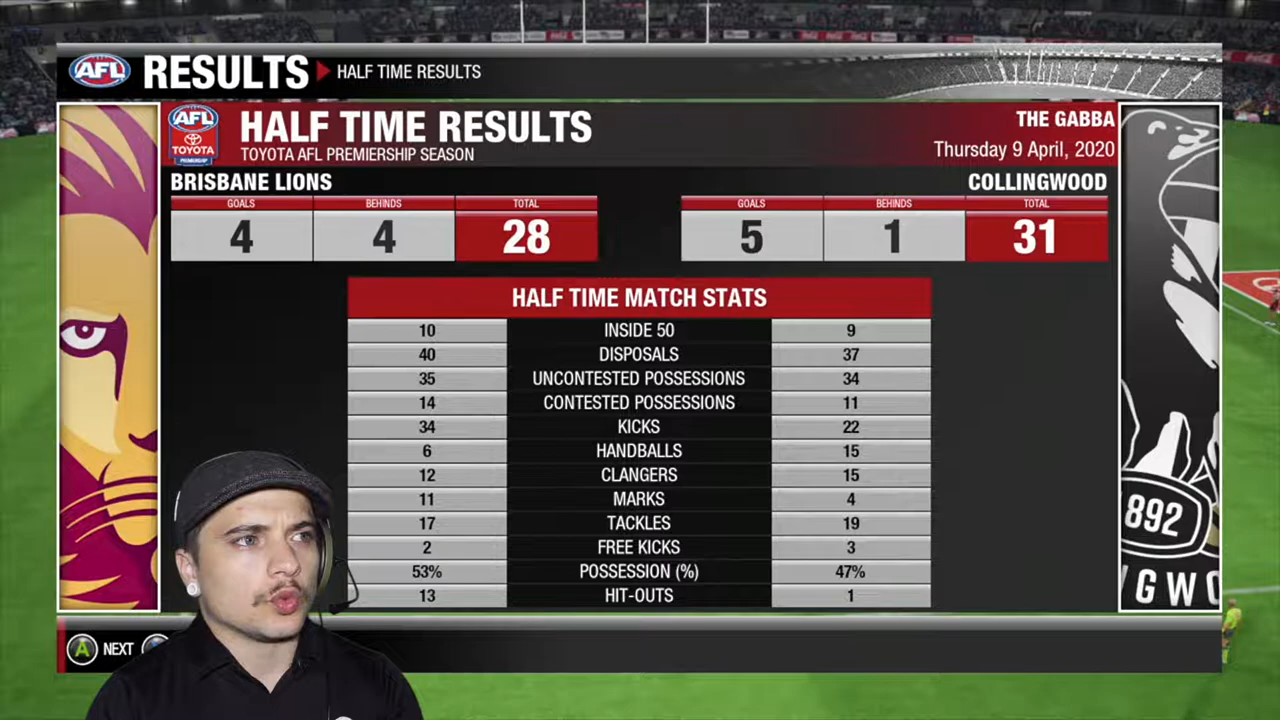 AFL RESULTS HALF TIME RESULTS
AFL
TOYOTA
PREMIERSHIP
HALF TIME RESULTS
TOYOTA AFL PREMIERSHIP SEASON
THE GABBA
Thursday 9 April, 2020
BRISBANE LIONS
COLLINGWOOD
GOALS BEHINDS TOTAL
4 4 28
GOALS BEHINDS TOTAL
5 1 31
HALF TIME MATCH STATS
10 INSIDE 50 9
40 DISPOSALS 37
35 UNCONTESTED POSSESSIONS 34
14 CONTESTED POSSESSIONS 11
34 KICKS 22
6 HANDBALLS 15
12 CLANGERS 15
11 MARKS 4
17 TACKLES 19
2 FREE KICKS 3
53% POSSESSION (%) 47%
13 HIT-OUTS 1
892
NGWO
A NEXT